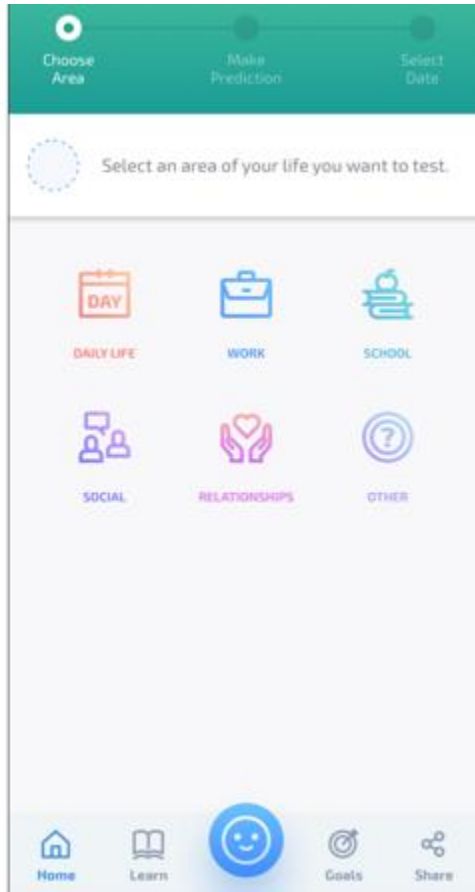 Choose
Area
Make
Prediction
Select
Date
Select an area of your life you want to test.
DAY
DAILY LIFE
WORK
SCHOOL
?
SOCIAL
RELATIONSHIPS
OTHER
Home
Learn
Goals
Share